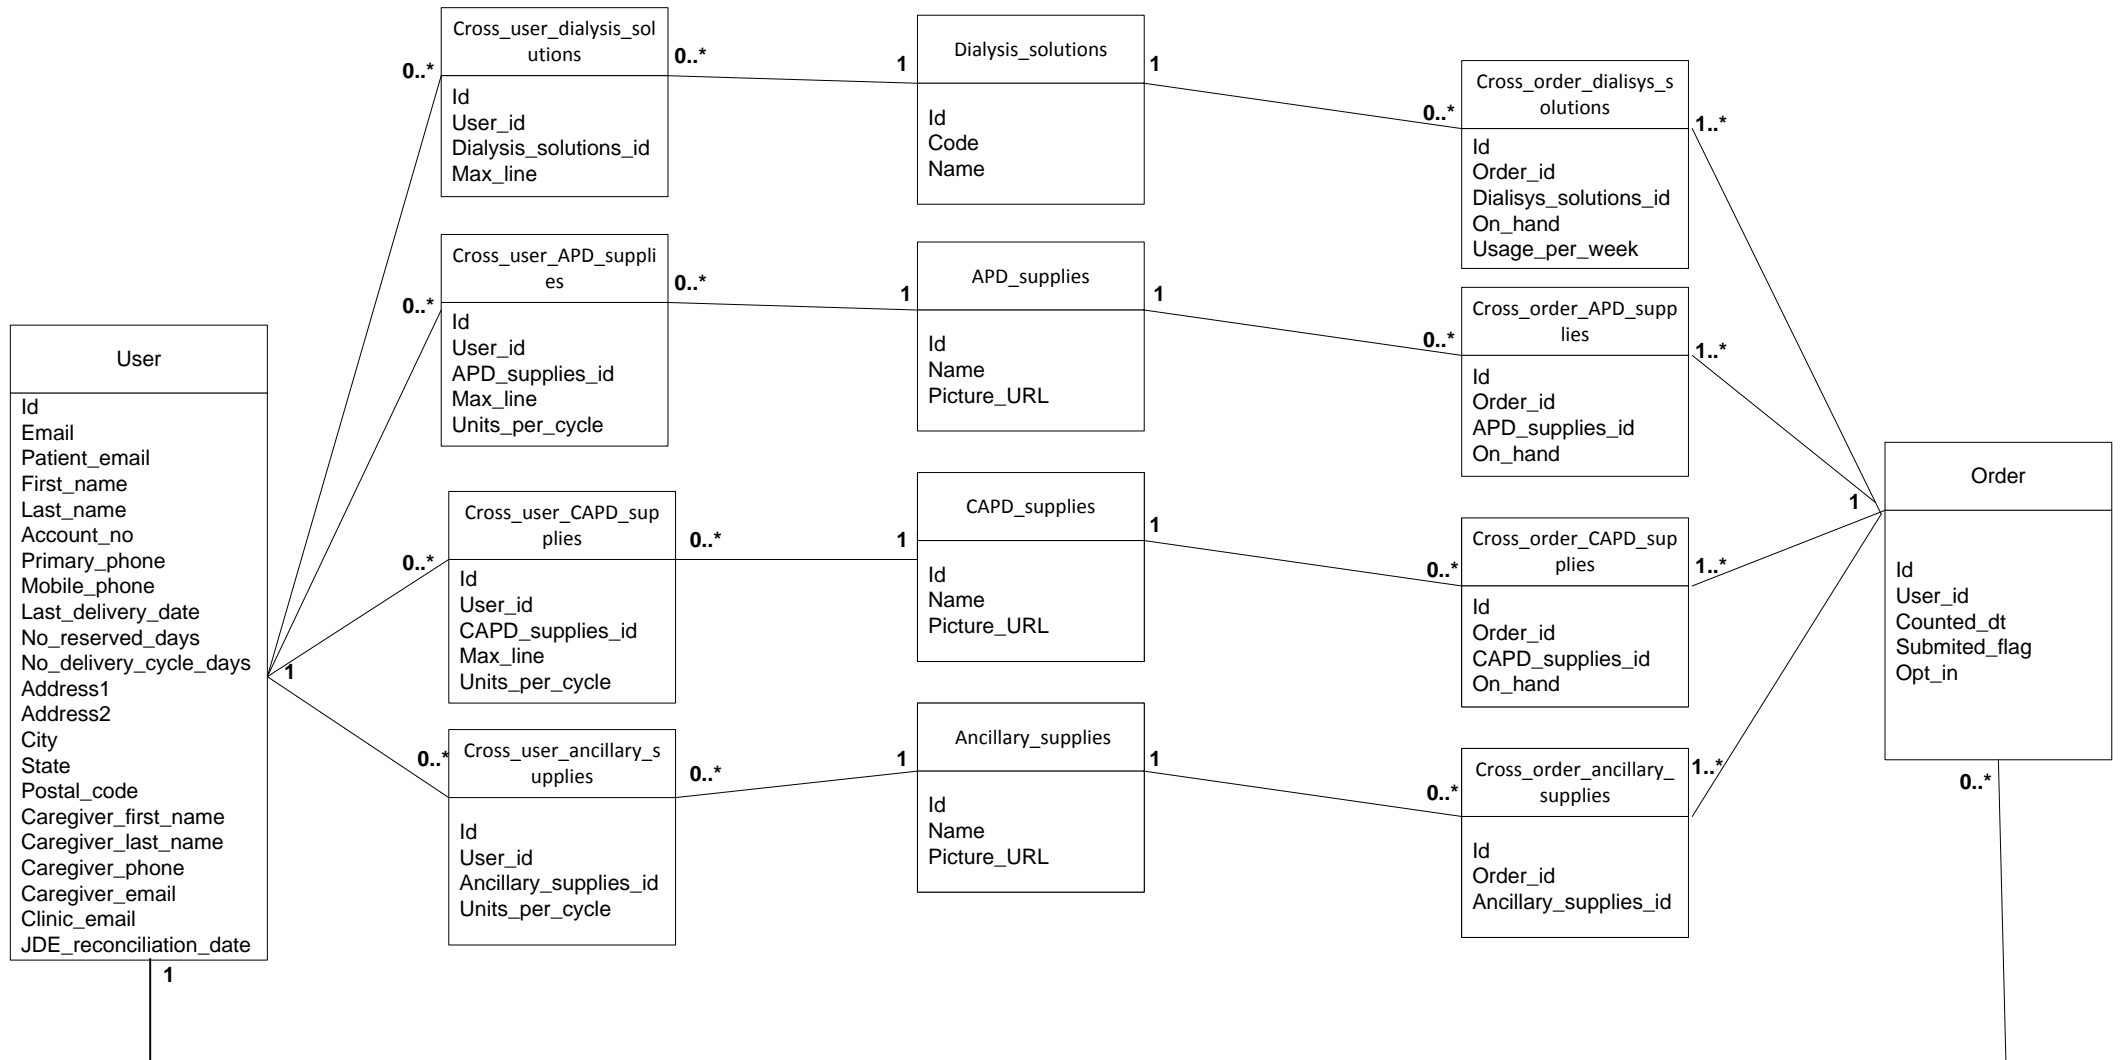 Cross_user_dialysis_sol
utions
Id
User_id
Dialysis_solutions_id
Max_line
0..*
0..*
Dialysis_solutions
Id
Code
Name
1
1
Cross_order_dialisys_s
olutions
Id
Order_id
Dialisys_solutions_id
On_hand
Usage_per_week
0..*
1..*
Cross_user_APD_suppli
es
Id
User_id
APD_supplies_id
Max_line
Units_per_cycle
0..*
0..*
APD_supplies
Id
Name
Picture_URL
1
1
Cross_order_APD_supp
lies
Id
Order_id
APD_supplies_id
On_hand
0..*
1..*
User
Id
Email
Patient_email
First_name
Last_name
Account_no
Primary_phone
Mobile_phone
Last_delivery_date
No_reserved_days
No_delivery_cycle_days
Address1
Address2
City
State
Postal_code
Caregiver_first_name
Caregiver_last_name
Caregiver_phone
Caregiver_email
Clinic_email
JDE_reconciliation_date
1
1
Cross_user_CAPD_sup
plies
Id
User_id
CAPD_supplies_id
Max_line
Units_per_cycle
0..*
0..*
CAPD_supplies
Id
Name
Picture_URL
1
1
Cross_order_CAPD_sup
plies
Id
Order_id
CAPD_supplies_id
On_hand
0..*
1..*
Order
Id
User_id
Counted_dt
Submited_flag
Opt_in
1
0..*
Cross_user_ancillary_s
upplies
Id
User_id
Ancillary_supplies_id
Units_per_cycle
0..*
0..*
Ancillary_supplies
Id
Name
Picture_URL
1
1
Cross_order_ancillary_
supplies
Id
Order_id
Ancillary_supplies_id
0..*
1..*